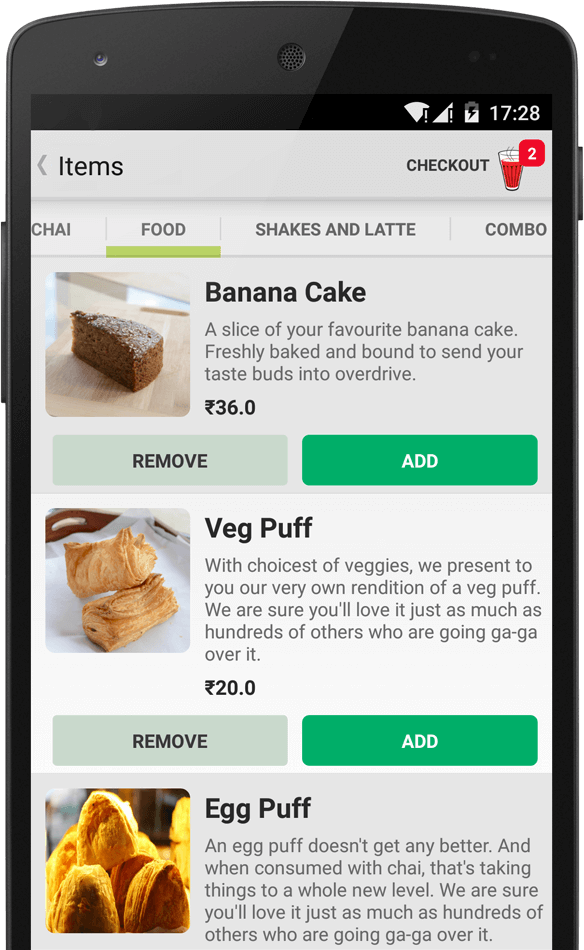 17:28
Items
CHECKOUT
2
CHAI
FOOD
SHAKES AND LATTE
COMBO
Banana Cake
A slice of your favourite banana cake.
Freshly baked and bound to send your
taste buds into overdrive.
₹36.0
REMOVE
ADD
Veg Puff
With choicest of veggies, we present to
you our very own rendition of a veg puff.
We are sure you'll love it just as much as
hundreds of others who are going ga-ga
over it.
₹20.0
REMOVE
ADD
Egg Puff
An egg puff doesn't get any better. And
when consumed with chai, that's taking
things to a whole new level. We are sure
you'll love it just as much as hundreds of
others who are going ga-ga over it.